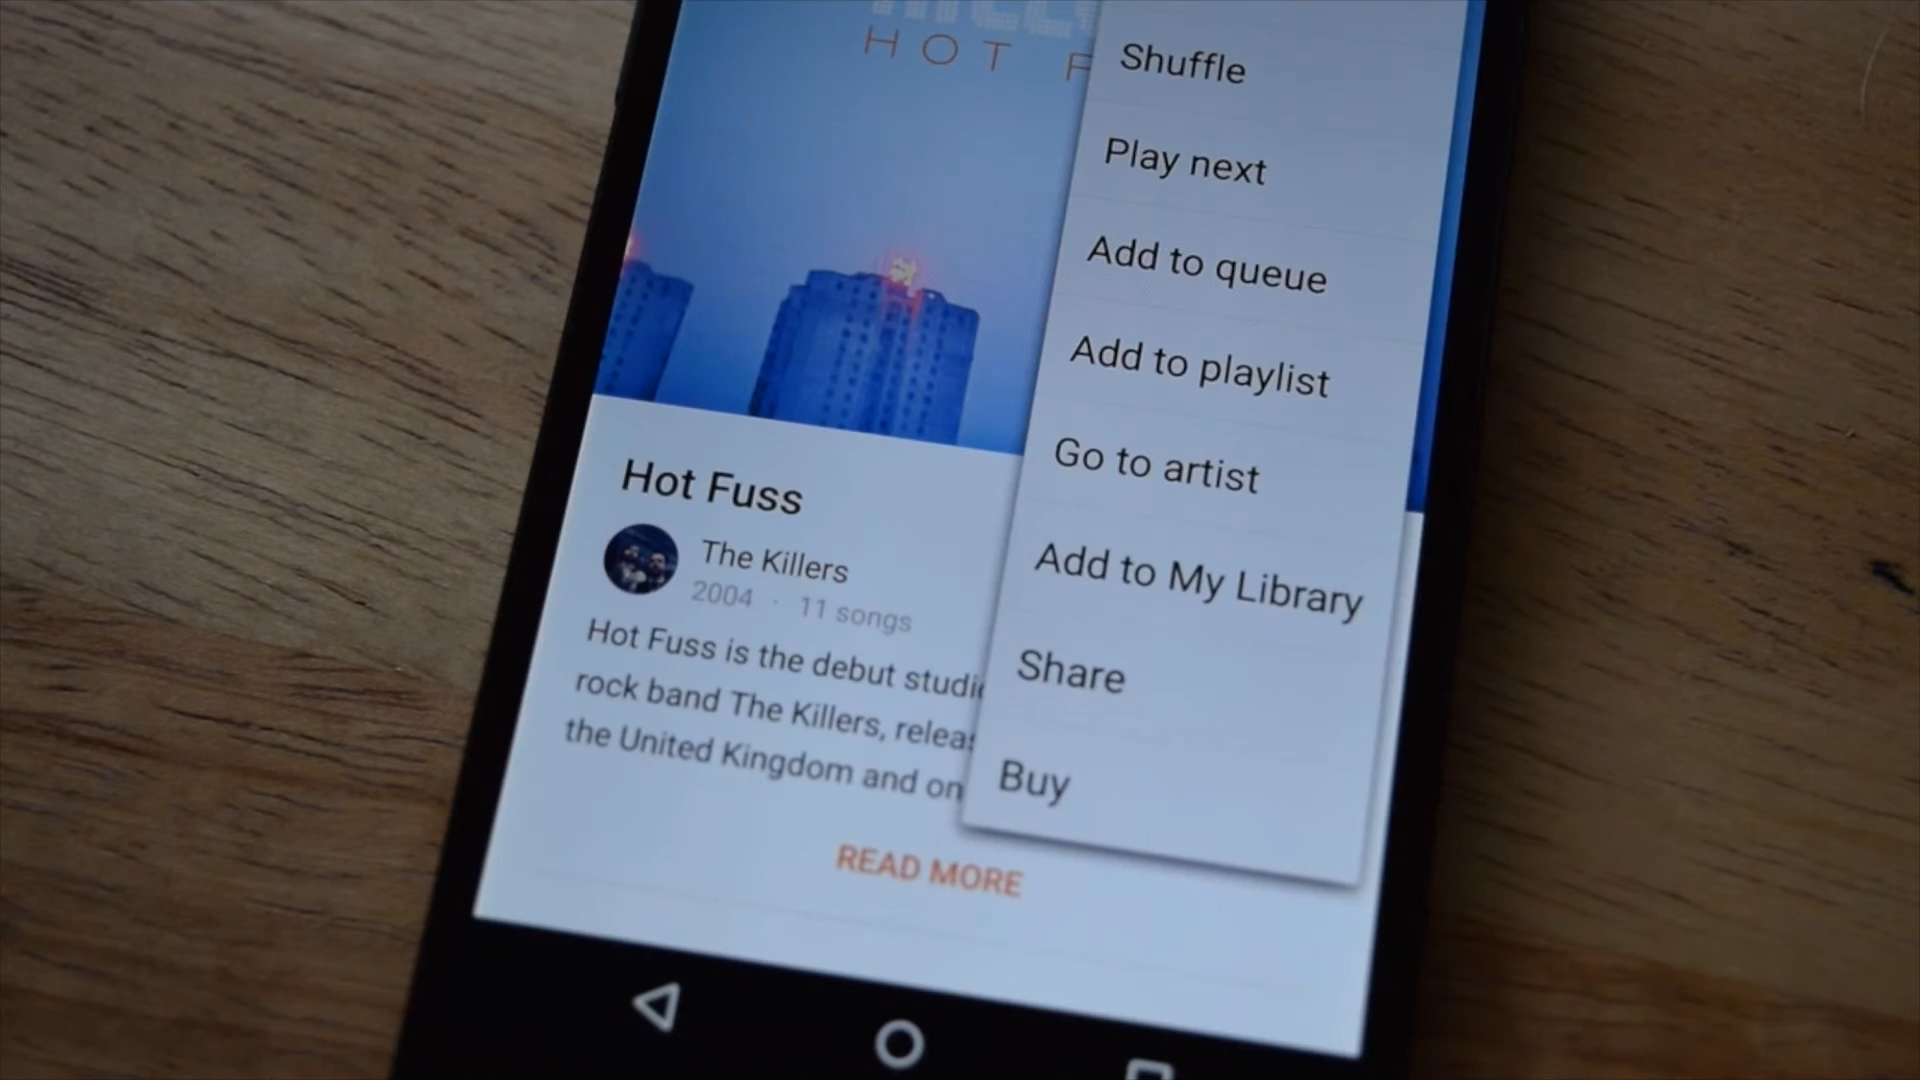 HOT F
Shuffle
Play next
Add to queue
Add to playlist
Go to artist
Add to My Library
Share
Buy
Hot Fuss
The Killers
2004 · 11 songs
Hot Fuss is the debut studi
rock band The Killers, releas
the United Kingdom and on
READ MORE